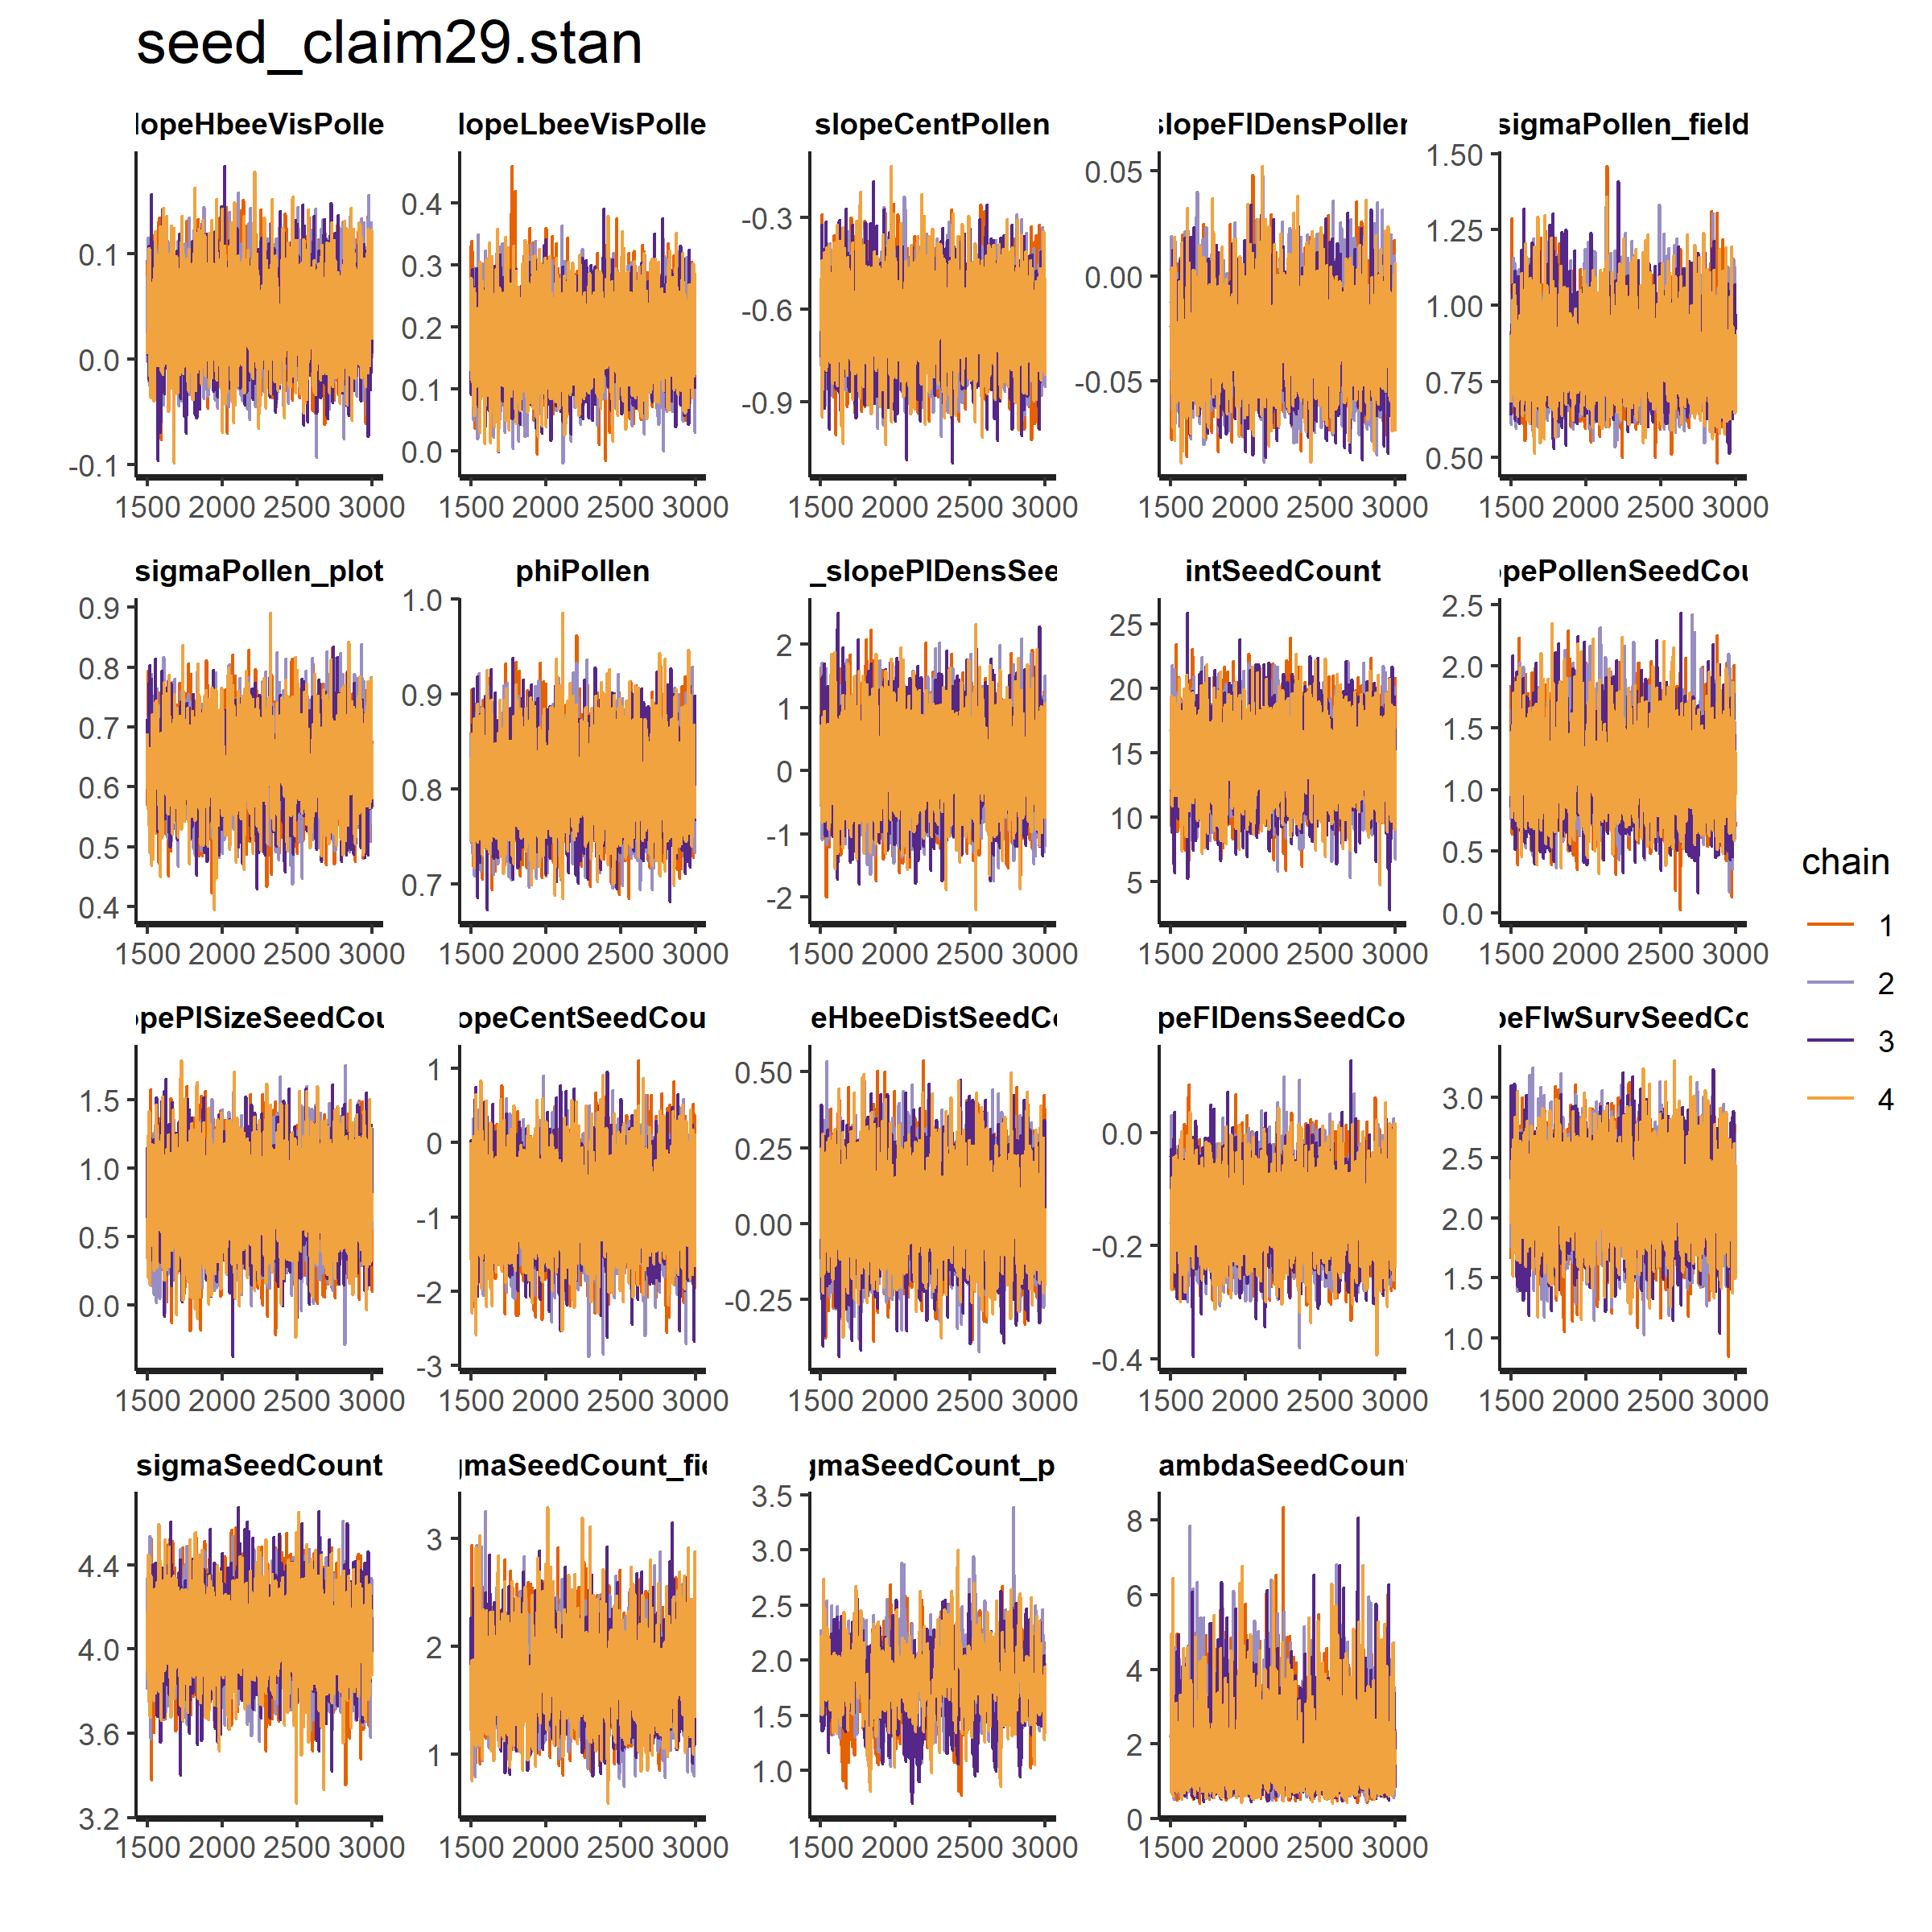 seed_claim29.stan
lopeHbeeVisPolle lopeLbeeVisPolle slopeCentPollen slopeFlDensPollen sigmaPollen_field
0.1 0.0 -0.1
0.4 0.3 0.2 0.1 0.0
-0.3 -0.6 -0.9
0.05 0.00 -0.05
1.50 1.25 1.00 0.75 0.50
1500 2000 2500 3000 1500 2000 2500 3000 1500 2000 2500 3000 1500 2000 2500 3000 1500 2000 2500 3000
sigmaPollen_plot phiPollen _slopePlDensSee intSeedCount opePollenSeedCou
0.9 0.8 0.7 0.6 0.5 0.4
1.0 0.9 0.8 0.7
2 1 0 -1 -2
25 20 15 10 5
2.5 2.0 1.5 1.0 0.5 0.0
1500 2000 2500 3000 1500 2000 2500 3000 1500 2000 2500 3000 1500 2000 2500 3000 1500 2000 2500 3000
opePlSizeSeedCou opeCentSeedCou eHbeeDistSeedCo peFlDensSeedCo peFlwSurvSeedCo
1.5 1.0 0.5 0.0
1 0 -1 -2 -3
0.50 0.25 0.00 -0.25
0.0 -0.2 -0.4
3.0 2.5 2.0 1.5 1.0
1500 2000 2500 3000 1500 2000 2500 3000 1500 2000 2500 3000 1500 2000 2500 3000 1500 2000 2500 3000
sigmaSeedCount gmaSeedCount_fie gmaSeedCount_p ambdaSeedCount
4.4 4.0 3.6 3.2
3 2 1
3.5 3.0 2.5 2.0 1.5 1.0
8 6 4 2 0
1500 2000 2500 3000 1500 2000 2500 3000 1500 2000 2500 3000 1500 2000 2500 3000
chain
1
2
3
4